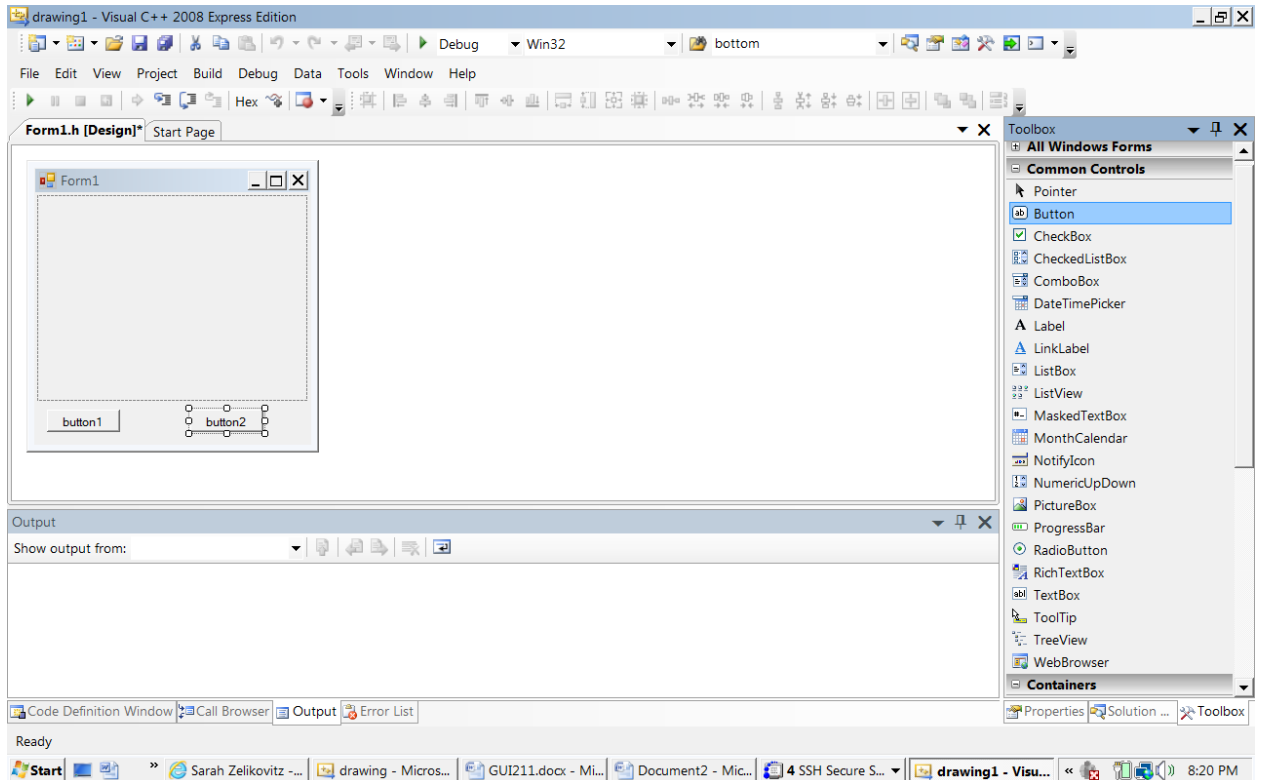 drawing1 - Visual C++ 2008 Express Edition
Debug Win32 bottom
File Edit View Project Build Debug Data Tools Window Help
Hex
Form1.h [Design]* Start Page
Toolbox
All Windows Forms
Common Controls
Pointer
Button
CheckBox
CheckedListBox
ComboBox
DateTimePicker
Label
LinkLabel
ListBox
ListView
MaskedTextBox
MonthCalendar
NotifyIcon
NumericUpDown
PictureBox
ProgressBar
RadioButton
RichTextBox
TextBox
ToolTip
TreeView
WebBrowser
Containers
Form1
button1 button2
Output
Show output from:
Code Definition Window Call Browser Output Error List
Properties Solution ... Toolbox
Ready
Start » Sarah Zelikovitz -... drawing - Micros... GUI211.docx - Mi... Document2 - Mic... 4 SSH Secure S... drawing1 - Visu... « 8:20 PM